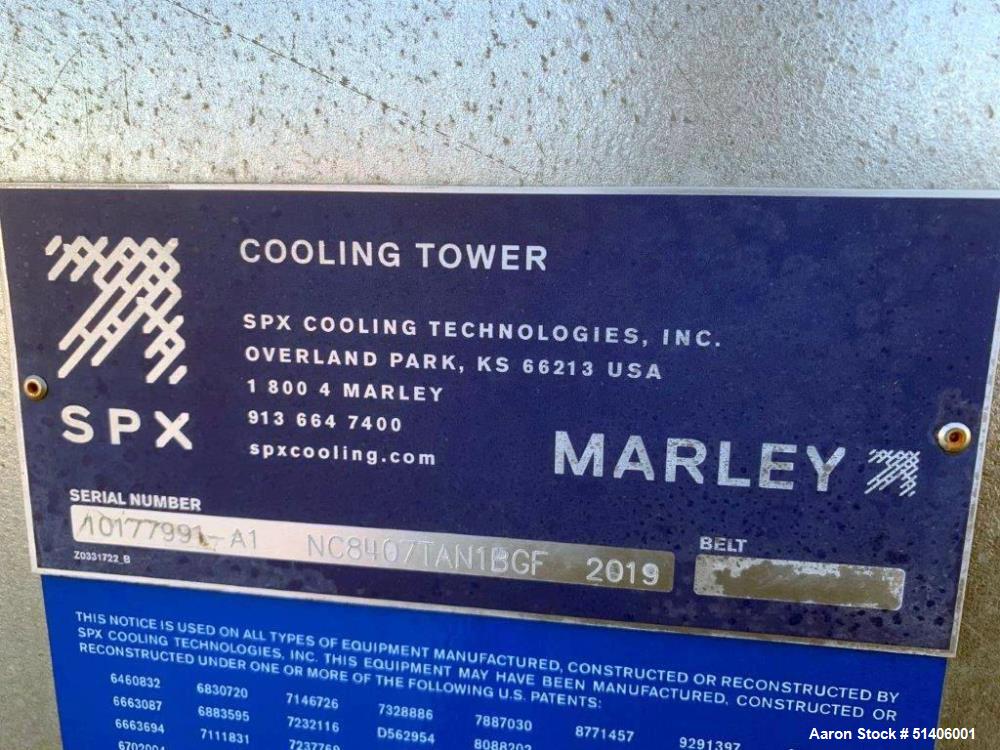 COOLING TOWER
SPX COOLING TECHNOLOGIES, INC.
OVERLAND PARK, KS 66213 USA
1 800 4 MARLEY
913 664 7400
spxcooling.com
SPX
MARLEY
SERIAL NUMBER
10177991-A1 NC8407TAN1BGF 2019
BELT
Z0331722_B
THIS NOTICE IS USED ON ALL TYPES OF EQUIPMENT MANUFACTURED, CONSTRUCTED OR RECONSTRUCTED BY
SPX COOLING TECHNOLOGIES, INC. THIS EQUIPMENT MAY HAVE BEEN MANUFACTURED, CONSTRUCTED OR
RECONSTRUCTED UNDER ONE OR MORE OF THE FOLLOWING U.S. PATENTS:
6460832 6830720 7146726 7328886 7887030 8771457 9291397
6663087 6883595 7232116 D562954 8088202
6663694 7111831 7237769
6702004
Aaron Stock # 51406001